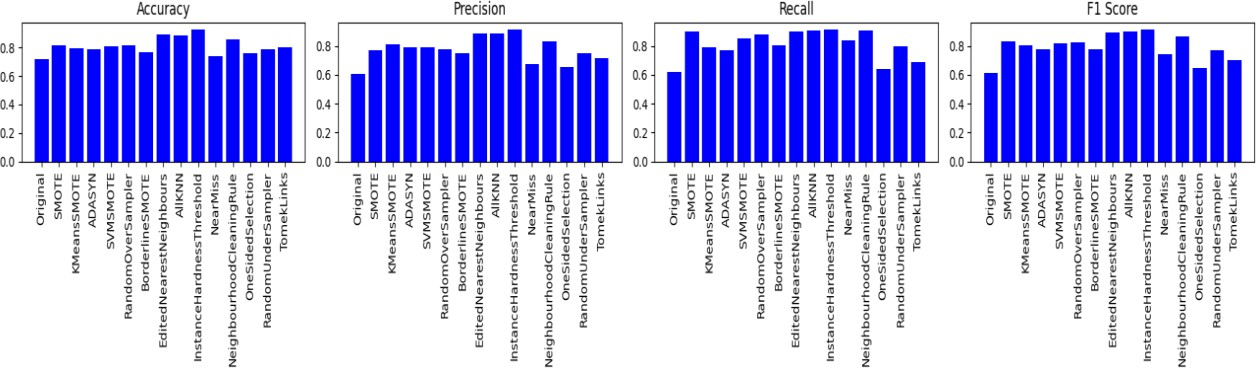 Accuracy
0.8
0.6
0.4
0.2
0.0
Original
SMOTE
KMeansSMOTE
ADASYN
SVMSMOTE
RandomOverSampler
BorderlineSMOTE
EditedNearestNeighbours
AllKNN
InstanceHardnessThreshold
NearMiss
NeighbourhoodCleaningRule
OneSidedSelection
RandomUnderSampler
TomekLinks
Precision
0.8
0.6
0.4
0.2
0.0
Original
SMOTE
KMeansSMOTE
ADASYN
SVMSMOTE
RandomOverSampler
BorderlineSMOTE
EditedNearestNeighbours
AllKNN
InstanceHardnessThreshold
NearMiss
NeighbourhoodCleaningRule
OneSidedSelection
RandomUnderSampler
TomekLinks
Recall
0.8
0.6
0.4
0.2
0.0
Original
SMOTE
KMeansSMOTE
ADASYN
SVMSMOTE
RandomOverSampler
BorderlineSMOTE
EditedNearestNeighbours
AllKNN
InstanceHardnessThreshold
NearMiss
NeighbourhoodCleaningRule
OneSidedSelection
RandomUnderSampler
TomekLinks
F1 Score
0.8
0.6
0.4
0.2
0.0
Original
SMOTE
KMeansSMOTE
ADASYN
SVMSMOTE
RandomOverSampler
BorderlineSMOTE
EditedNearestNeighbours
AllKNN
InstanceHardnessThreshold
NearMiss
NeighbourhoodCleaningRule
OneSidedSelection
RandomUnderSampler
TomekLinks